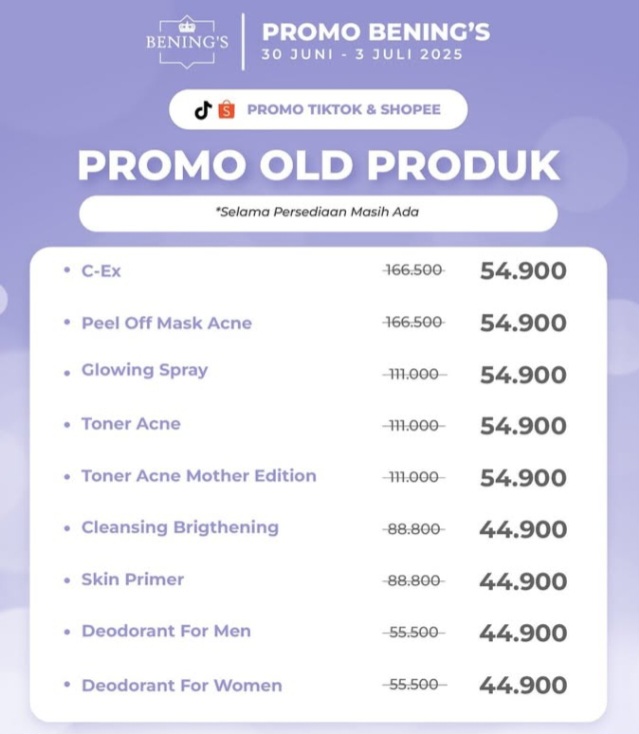 BENING'S
PROMO BENING'S
30 JUNI - 3 JULI 2025
PROMO TIKTOK & SHOPEE
PROMO OLD PRODUK
*Selama Persediaan Masih Ada
• C-Ex 166.500 54.900
• Peel Off Mask Acne 166.500 54.900
• Glowing Spray 111.000 54.900
• Toner Acne 111.000 54.900
• Toner Acne Mother Edition 111.000 54.900
• Cleansing Brigthening 88.800 44.900
• Skin Primer 88.800 44.900
• Deodorant For Men 55.500 44.900
• Deodorant For Women 55.500 44.900